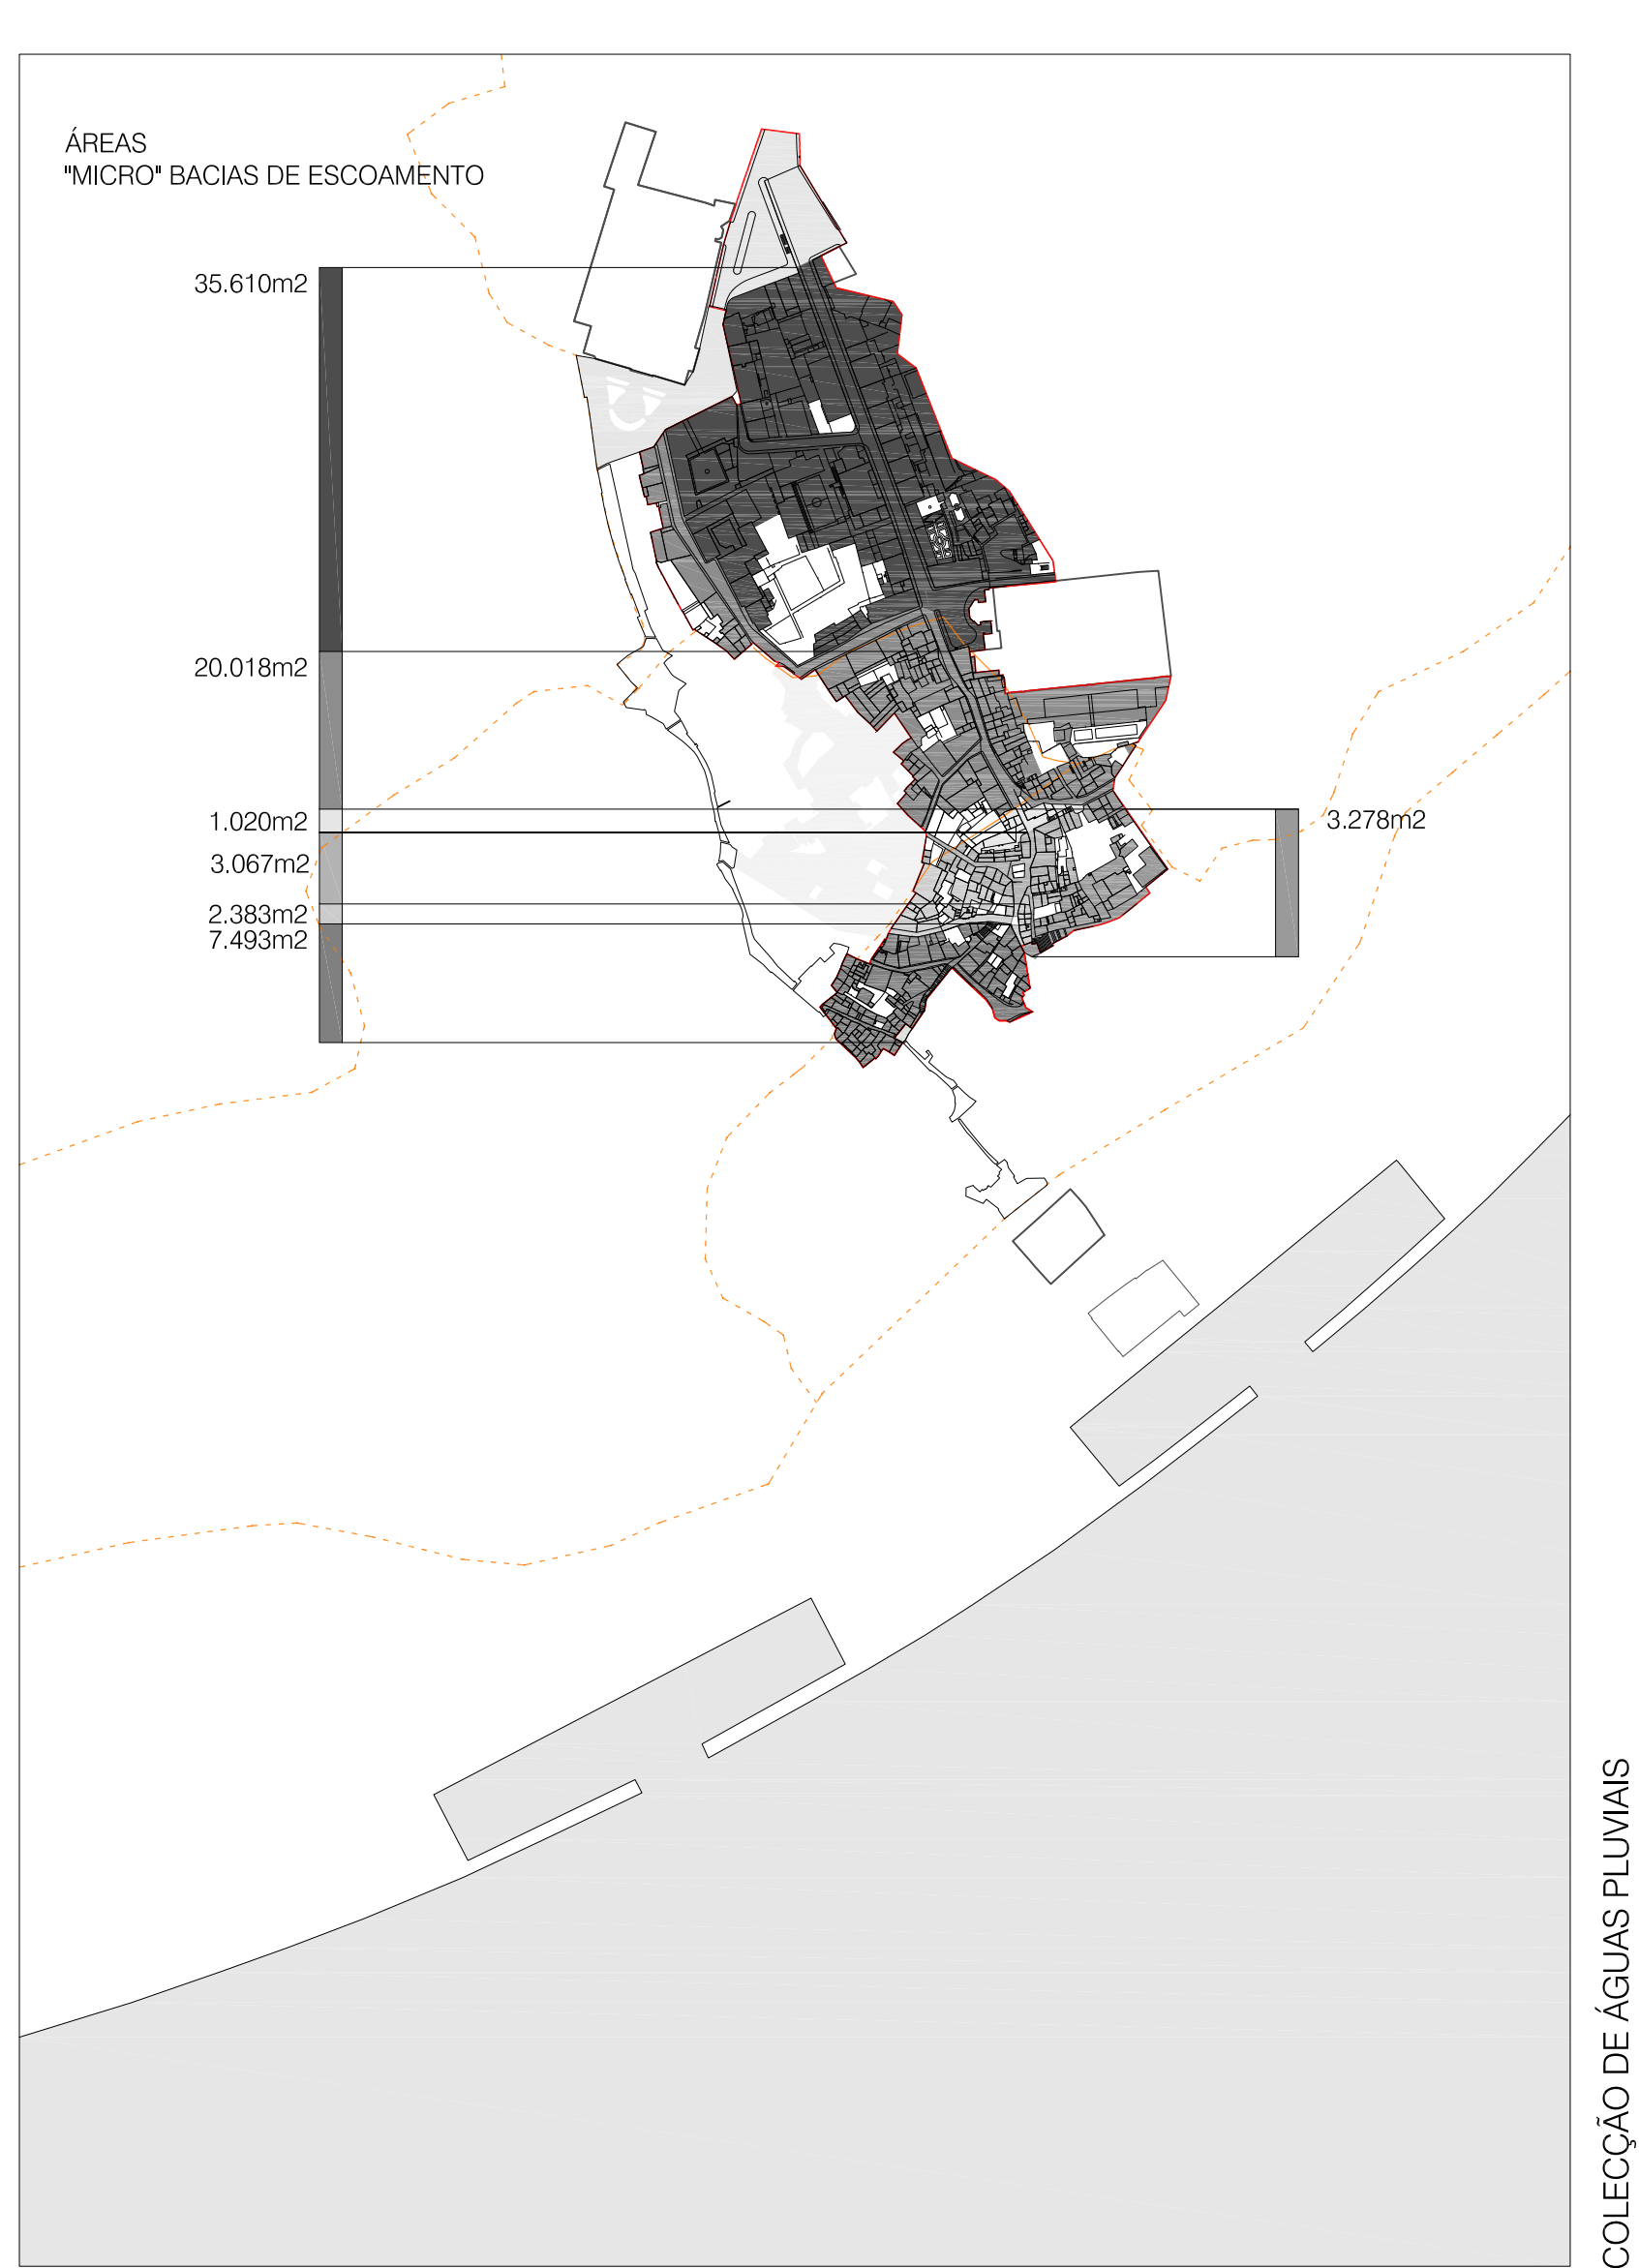 ÁREAS
"MICRO" BACIAS DE ESCOAMENTO
35.610m2
20.018m2
1.020m2
3.278m2
3.067m2
2.383m2
7.493m2
COLECÇÃO DE ÁGUAS PLUVIAIS